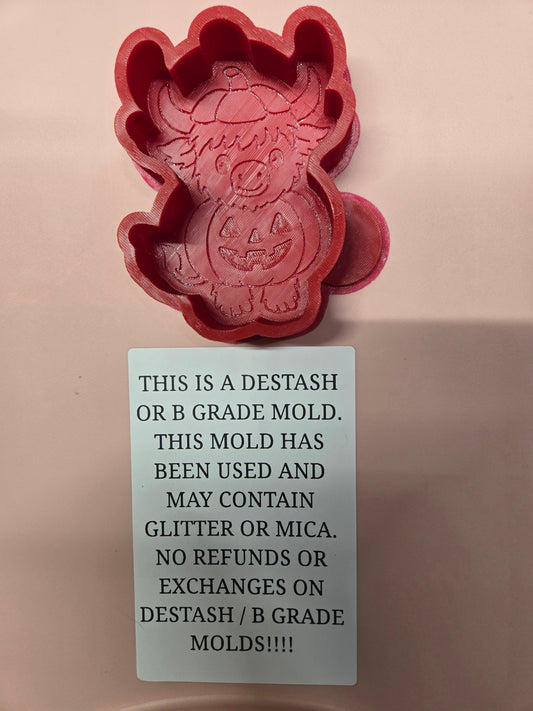 THIS IS A DESTASH
OR B GRADE MOLD.
THIS MOLD HAS
BEEN USED AND
MAY CONTAIN
GLITTER OR MICA.
NO REFUNDS OR
EXCHANGES ON
DESTASH / B GRADE
MOLDS!!!!